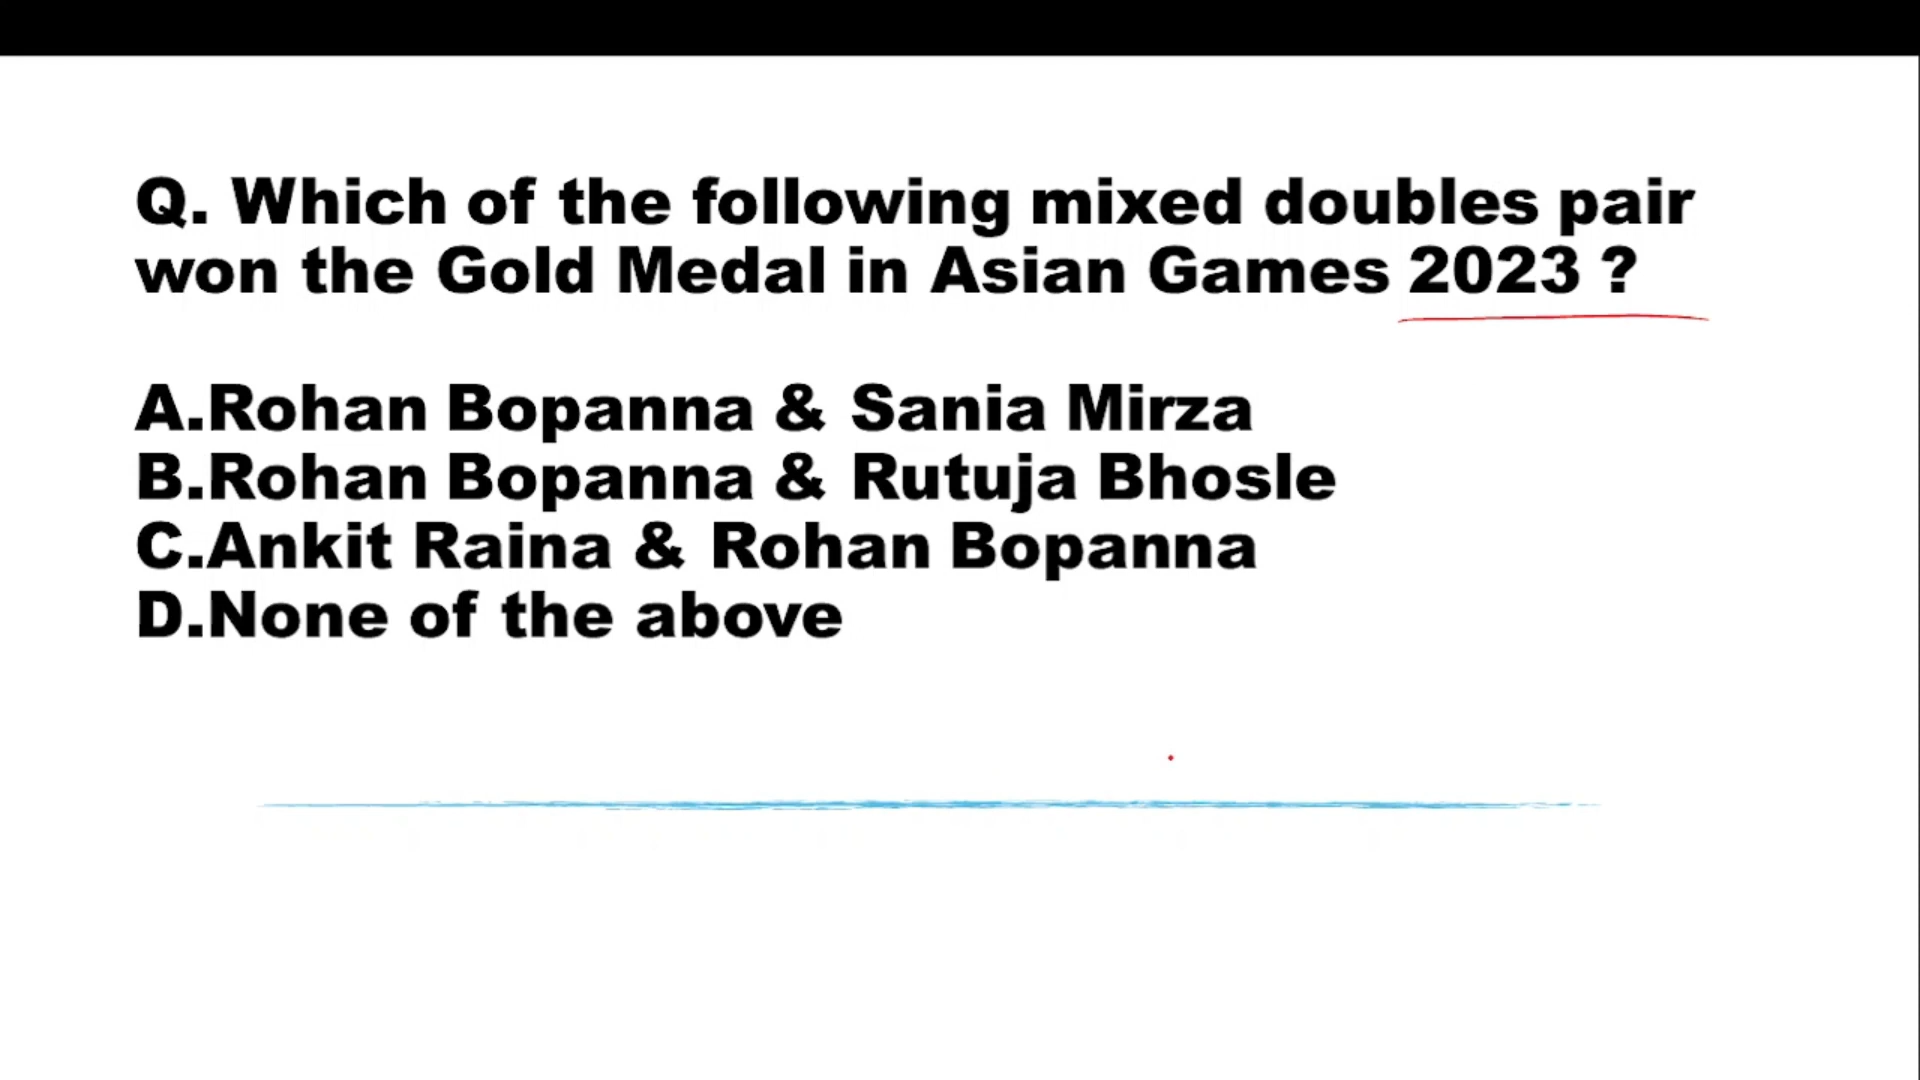 Q. Which of the following mixed doubles pair
won the Gold Medal in Asian Games 2023 ?
A.Rohan Bopanna & Sania Mirza
B.Rohan Bopanna & Rutuja Bhosle
C.Ankit Raina & Rohan Bopanna
D.None of the above